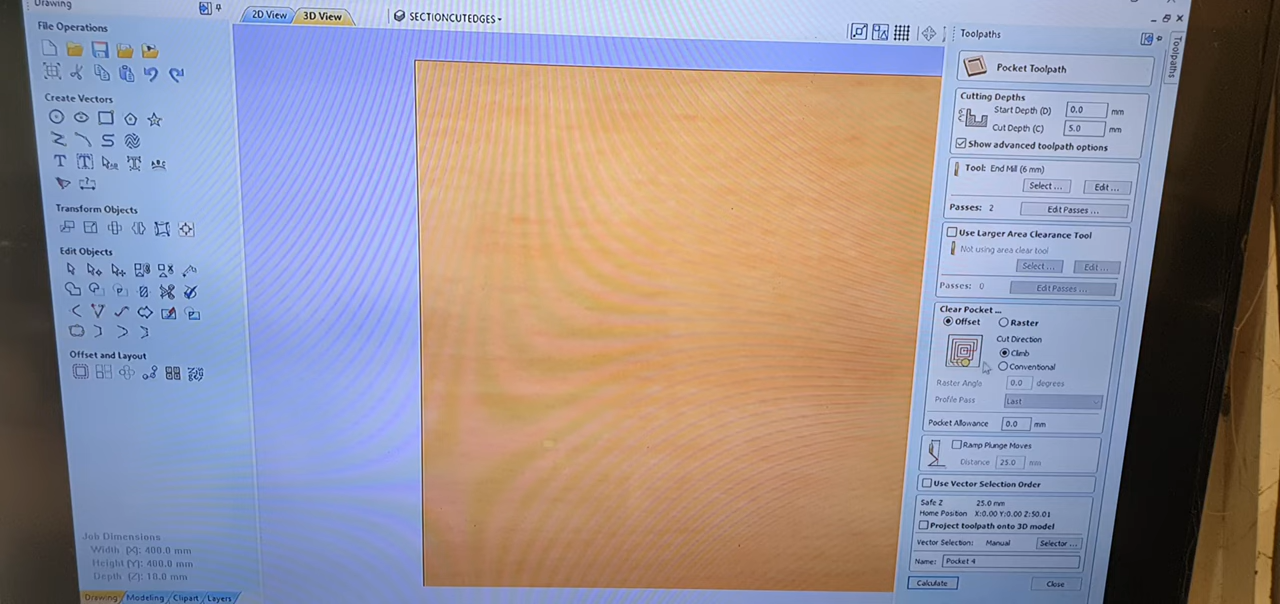 Drawing
File Operations
Create Vectors
Transform Objects
Edit Objects
Offset and Layout
Job Dimensions
Width (X): 400.0 mm
Height (Y): 400.0 mm
Depth (Z): 18.0 mm
Drawing Modeling Clipart Layers
2D View 3D View SECTIONCUTEDGES
Toolpaths
Toolpaths
Pocket Toolpath
Cutting Depths
Start Depth (D) 0.0 mm
Cut Depth (C) 5.0 mm
Show advanced toolpath options
Tool: End Mill (6 mm)
Select ... Edit ...
Passes: 2 Edit Passes ...
Use Larger Area Clearance Tool
Not using area clear tool
Select ... Edit ...
Passes: 0 Edit Passes ...
Clear Pocket ...
Offset Raster
Cut Direction
Climb
Conventional
Raster Angle 0.0 degrees
Profile Pass Last
Pocket Allowance 0.0 mm
Ramp Plunge Moves
Distance 25.0 mm
Use Vector Selection Order
Safe Z 25.0 mm
Home Position X:0.00 Y:0.00 Z:50.01
Project toolpath onto 3D model
Vector Selection: Manual Selector ...
Name: Pocket 4
Calculate Close